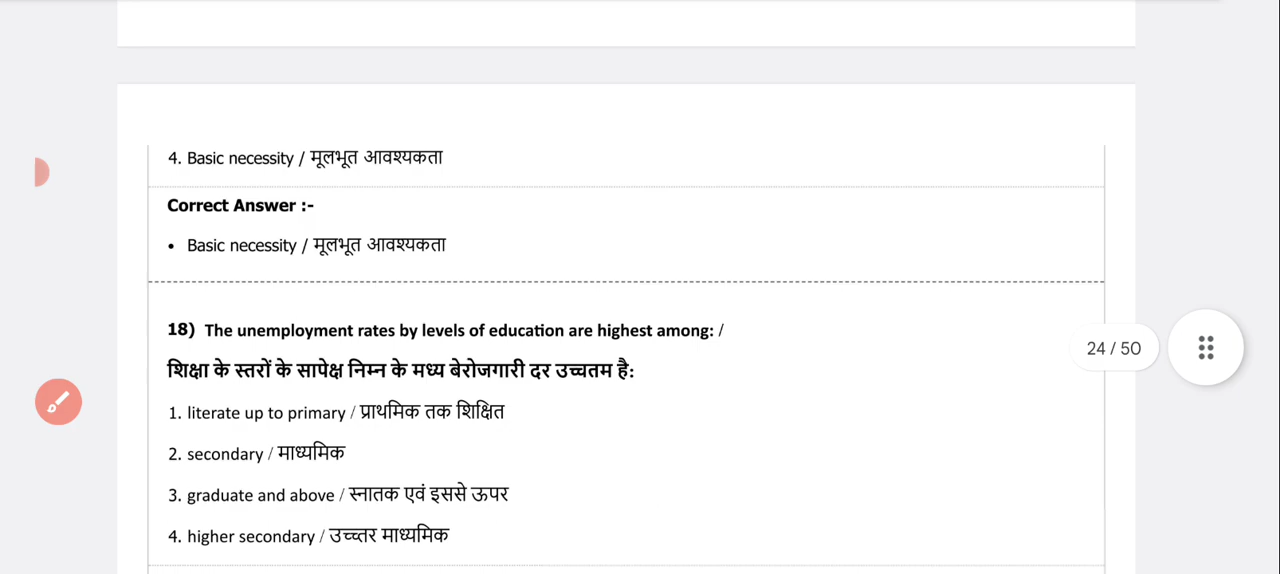 4. Basic necessity / मूलभूत आवश्यकता
Correct Answer :-
• Basic necessity / मूलभूत आवश्यकता
18) The unemployment rates by levels of education are highest among: /
शिक्षा के स्तरों के सापेक्ष निम्न के मध्य बेरोजगारी दर उच्चतम है:
24 / 50
1. literate up to primary / प्राथमिक तक शिक्षित
2. secondary / माध्यमिक
3. graduate and above / स्नातक एवं इससे ऊपर
4. higher secondary / उच्च्तर माध्यमिक